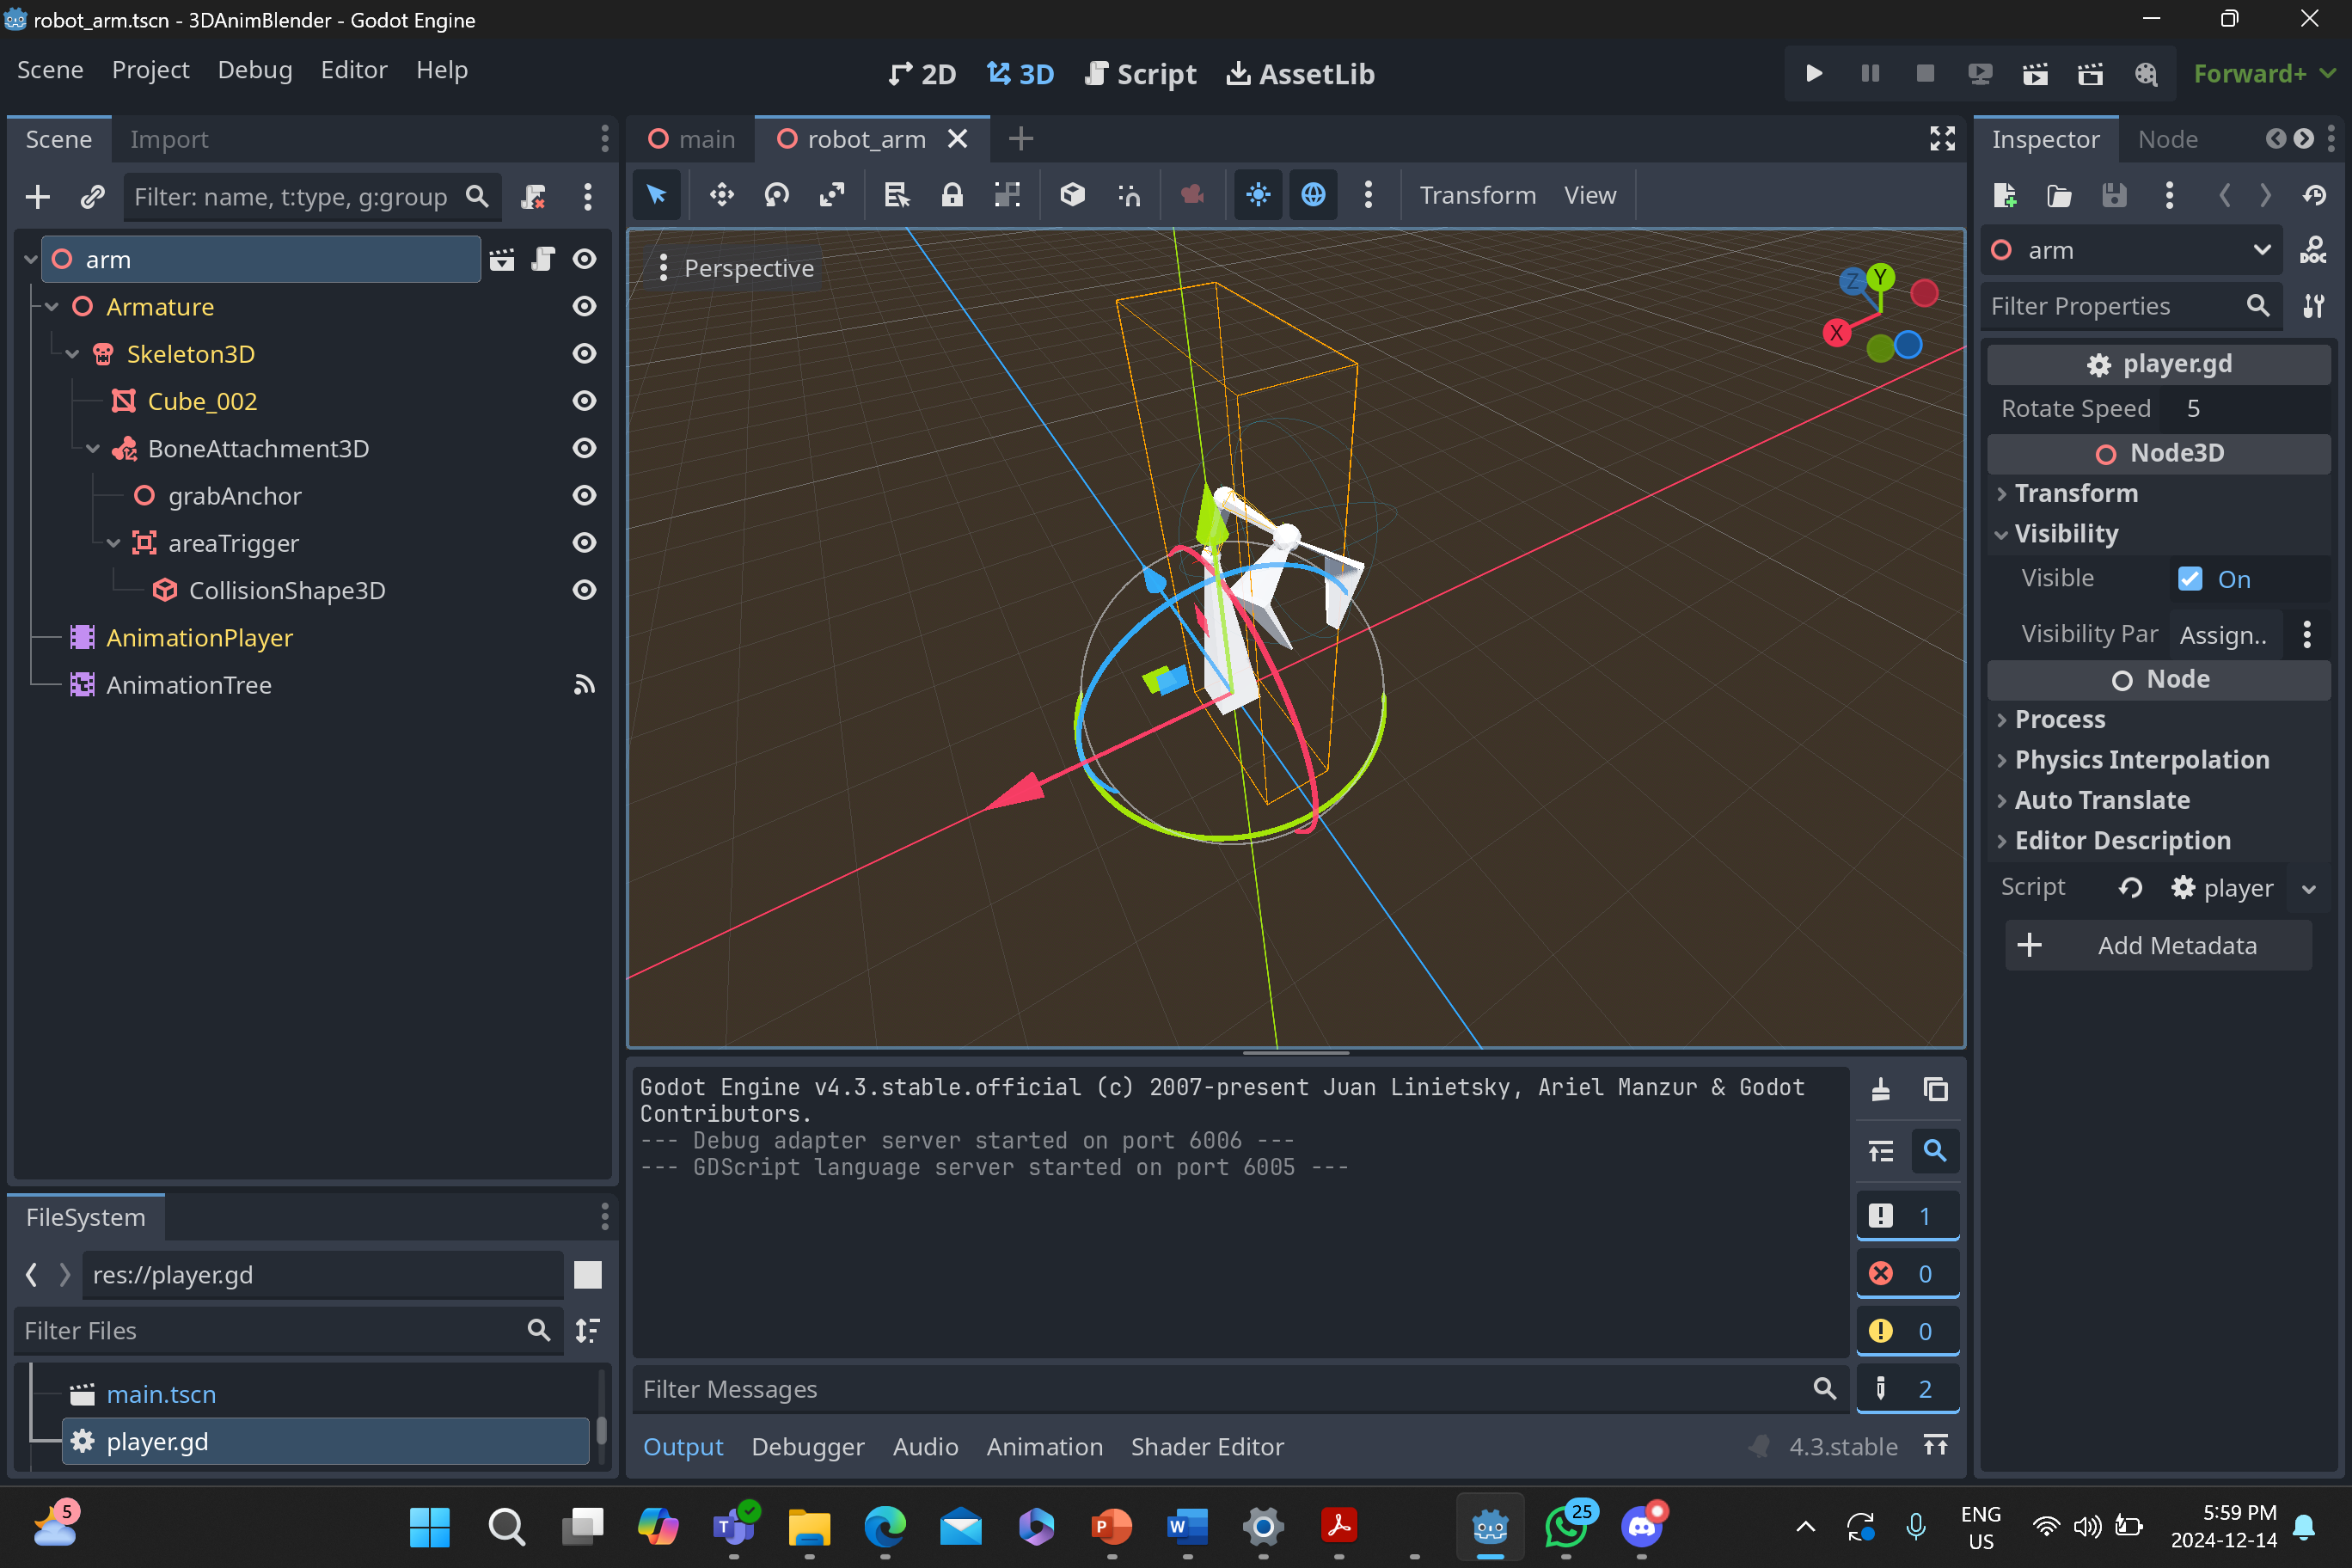 robot_arm.tscn - 3DAnimBlender - Godot Engine
Scene Project Debug Editor Help
2D 3D Script AssetLib
Forward+
Scene Import
Filter: name, t:type, g:group
arm
Armature
Skeleton3D
Cube_002
BoneAttachment3D
grabAnchor
areaTrigger
CollisionShape3D
AnimationPlayer
AnimationTree
FileSystem
res://player.gd
Filter Files
main.tscn
player.gd
main robot_arm
Transform View
Perspective
Z Y X
Godot Engine v4.3.stable.official (c) 2007-present Juan Linietsky, Ariel Manzur & Godot
Contributors.
--- Debug adapter server started on port 6006 ---
--- GDScript language server started on port 6005 ---
1
0
0
2
Filter Messages
Output Debugger Audio Animation Shader Editor
4.3.stable
Inspector Node
arm
Filter Properties
player.gd
Rotate Speed 5
Node3D
Transform
Visibility
Visible On
Visibility Par Assign..
Node
Process
Physics Interpolation
Auto Translate
Editor Description
Script player
Add Metadata
5
T
P
W
25
ENG
US
5:59 PM
2024-12-14